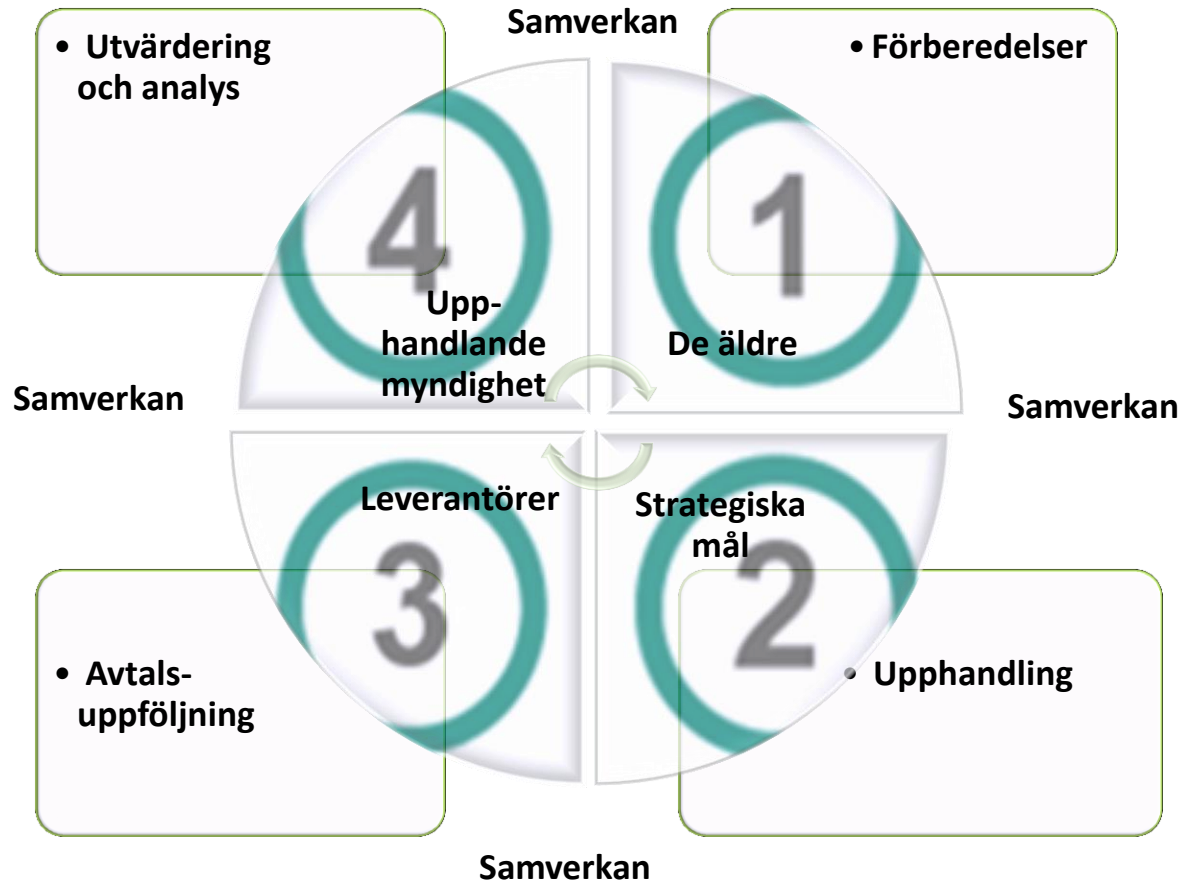 Samverkan
• Utvärdering
och analys
• Förberedelser
4
1
Upp-
handlande
myndighet
De äldre
Samverkan
Samverkan
Leverantörer
Strategiska
mål
3
2
• Avtals-
uppföljning
• Upphandling
Samverkan